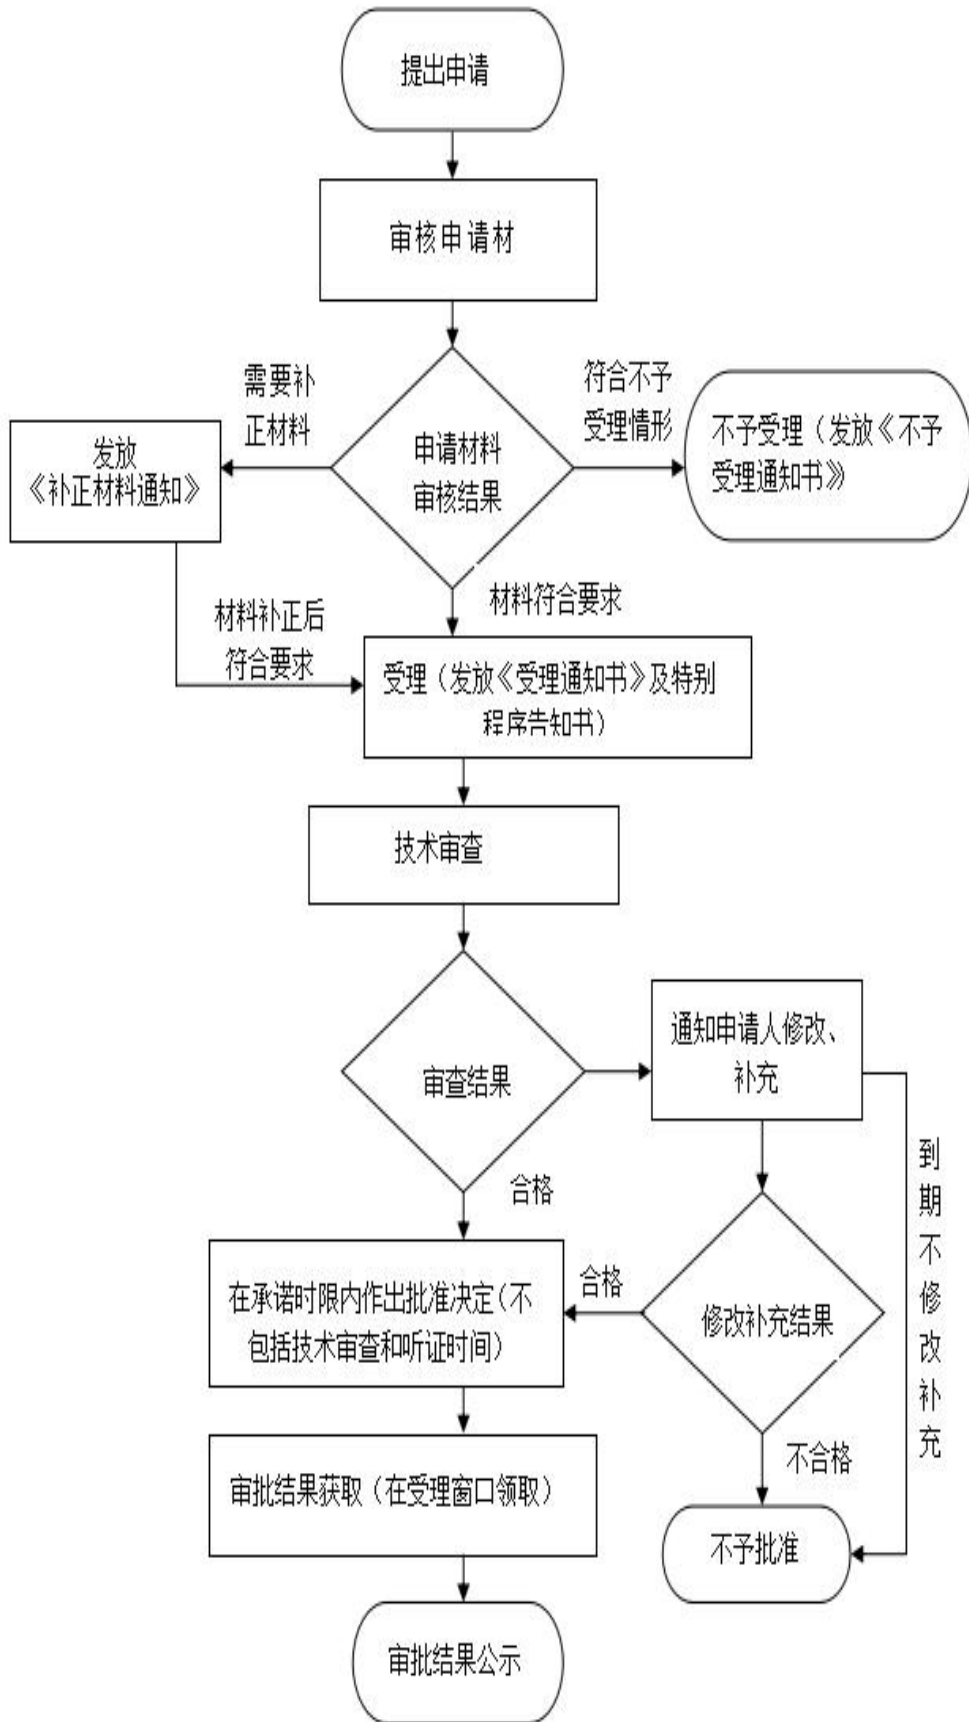 提出申请
审核申请材
需要补
正材料
符合不予
受理情形
发放
《补正材料通知》
申请材料
审核结果
不予受理（发放《不予
受理通知书》）
材料补正后
符合要求
材料符合要求
受理（发放《受理通知书》及特别
程序告知书）
技术审查
审查结果
通知申请人修改、
补充
到期不修改补充
合格
在承诺时限内作出批准决定（不
包括技术审查和听证时间）
合格
修改补充结果
不合格
审批结果获取（在受理窗口领取）
不予批准
审批结果公示